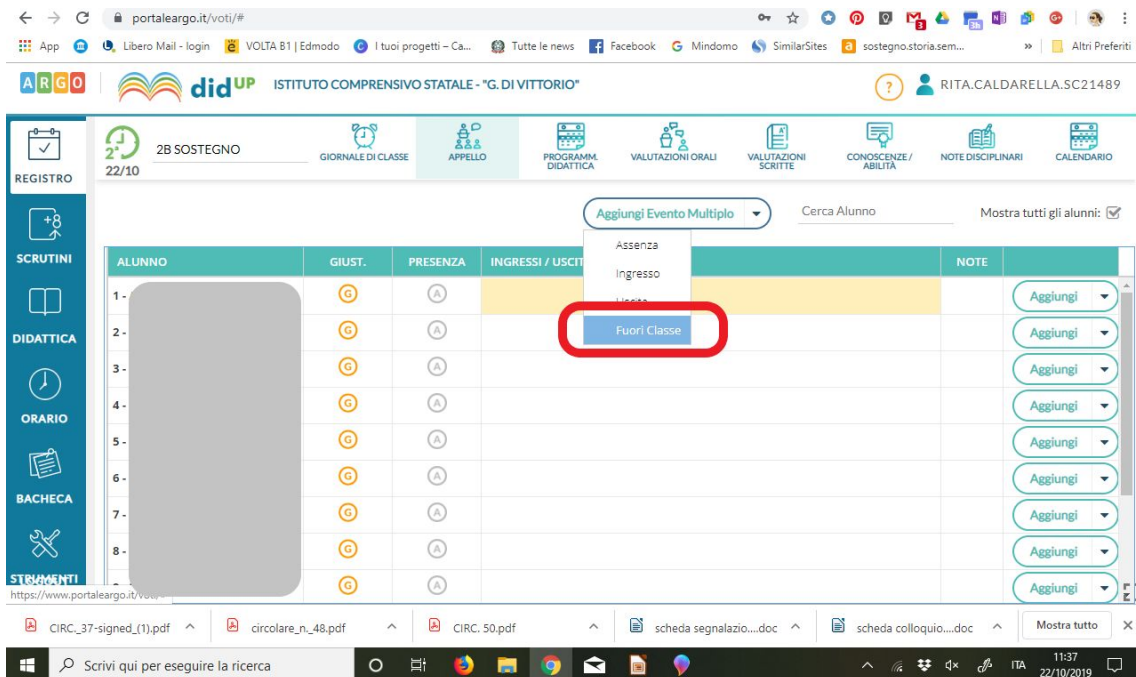 portaleargo.it/voti/#
App
Libero Mail - login
VOLTA B1 | Edmodo
I tuoi progetti – Ca...
Tutte le news
Facebook
Mindomo
SimilarSites
sostegno.storia.sem...
»
Altri Preferiti
ARGO
didUP
ISTITUTO COMPRENSIVO STATALE - "G. DI VITTORIO"
?
RITA.CALDARELLA.SC21489
REGISTRO
2°
22/10
2B SOSTEGNO
GIORNALE DI CLASSE
APPELLO
PROGRAMM. DIDATTICA
VALUTAZIONI ORALI
VALUTAZIONI SCRITTE
CONOSCENZE / ABILITÀ
NOTE DISCIPLINARI
CALENDARIO
SCRUTINI
DIDATTICA
ORARIO
BACHECA
STRUMENTI
Aggiungi Evento Multiplo
Cerca Alunno
Mostra tutti gli alunni:
Assenza
Ingresso
Uscita
Fuori Classe
ALUNNO GIUST. PRESENZA INGRESSI / USCIT NOTE
1 - G A Aggiungi
2 - G A Aggiungi
3 - G A Aggiungi
4 - G A Aggiungi
5 - G A Aggiungi
6 - G A Aggiungi
7 - G A Aggiungi
8 - G A Aggiungi
G A Aggiungi
CIRC._37-signed_(1).pdf
circolare_n._48.pdf
CIRC. 50.pdf
scheda segnalazio....doc
scheda colloquio....doc
Mostra tutto
Scrivi qui per eseguire la ricerca
ITA
11:37
22/10/2019